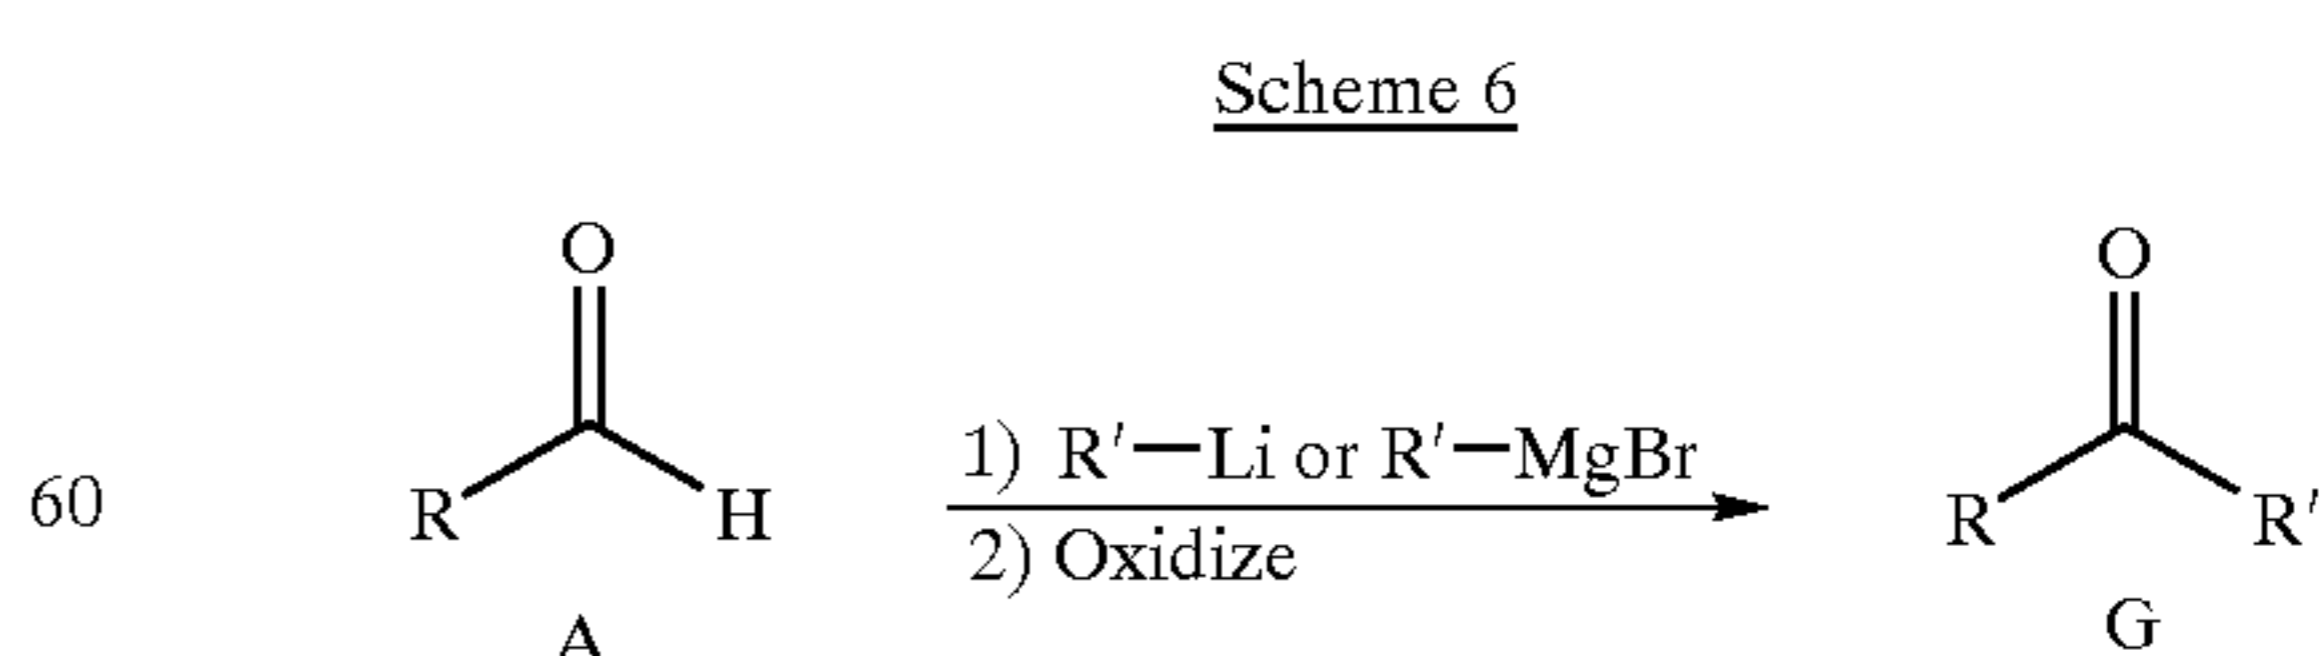 Scheme 6
O
O
1) R'—Li or R'—MgBr
60
R
H
R
R'
2) Oxidize
A
G